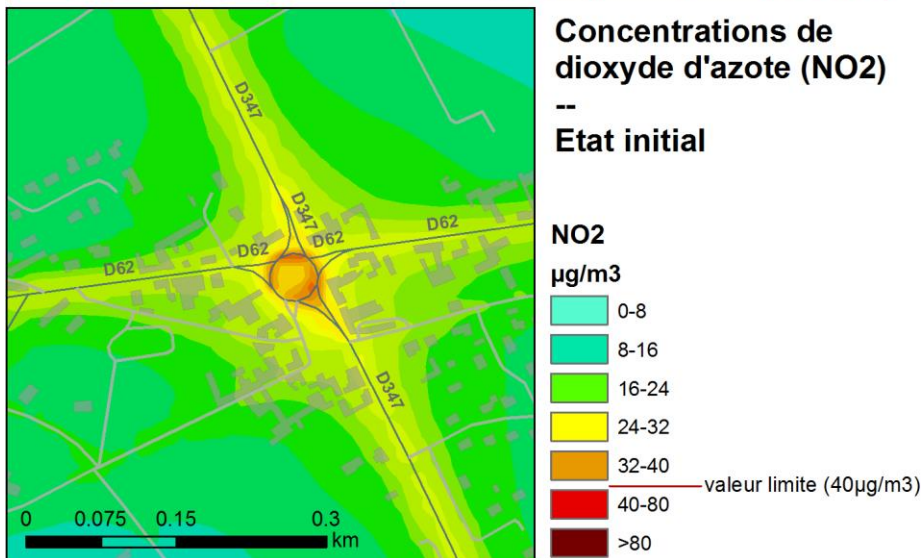 Concentrations de
dioxyde d'azote (NO2)
--
Etat initial
D347
D347
D62
D62
D62
D62
D347
NO2
µg/m3
0-8
8-16
16-24
24-32
32-40
valeur limite (40µg/m3)
40-80
>80
0 0.075 0.15 0.3
km